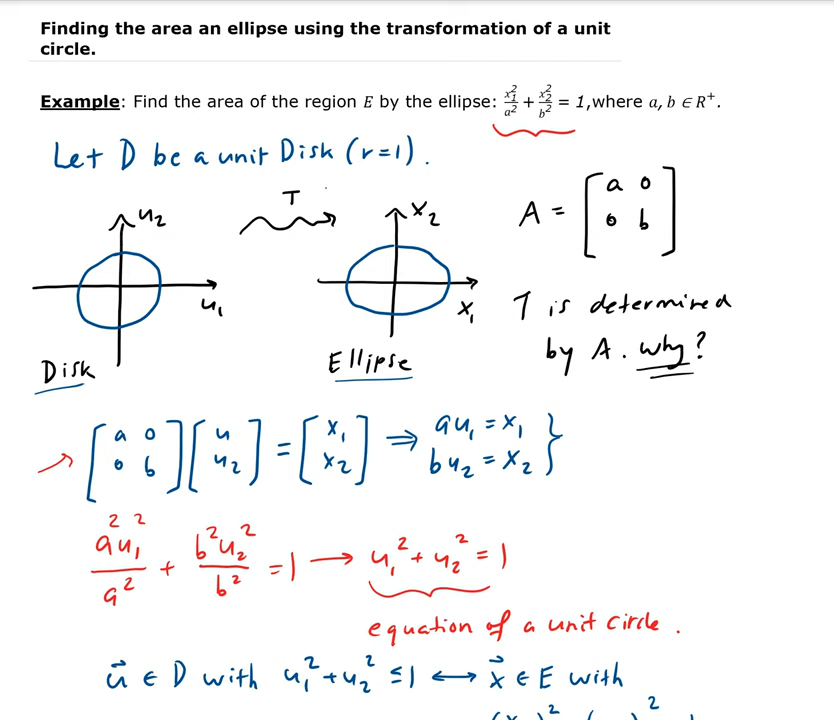 Finding the area an ellipse using the transformation of a unit
circle.
Example: Find the area of the region E by the ellipse: x₁²/a² + x₂²/b² = 1,where a, b ∈ R⁺.
Let D be a unit Disk (r=1).
u₂ T x₂ A = [a 0; 0 b]
u₁ x₁ T is determined
by A. why?
Disk Ellipse
[a 0; 0 b] [u; u₂] = [x₁; x₂] ⇒ au₁ = x₁
bu₂ = x₂ }
a²u₁²/a² + b²u₂²/b² = 1 → u₁² + u₂² = 1
equation of a unit circle.
u⃗ ∈ D with u₁² + u₂² ≤ 1 ↔ x⃗ ∈ E with